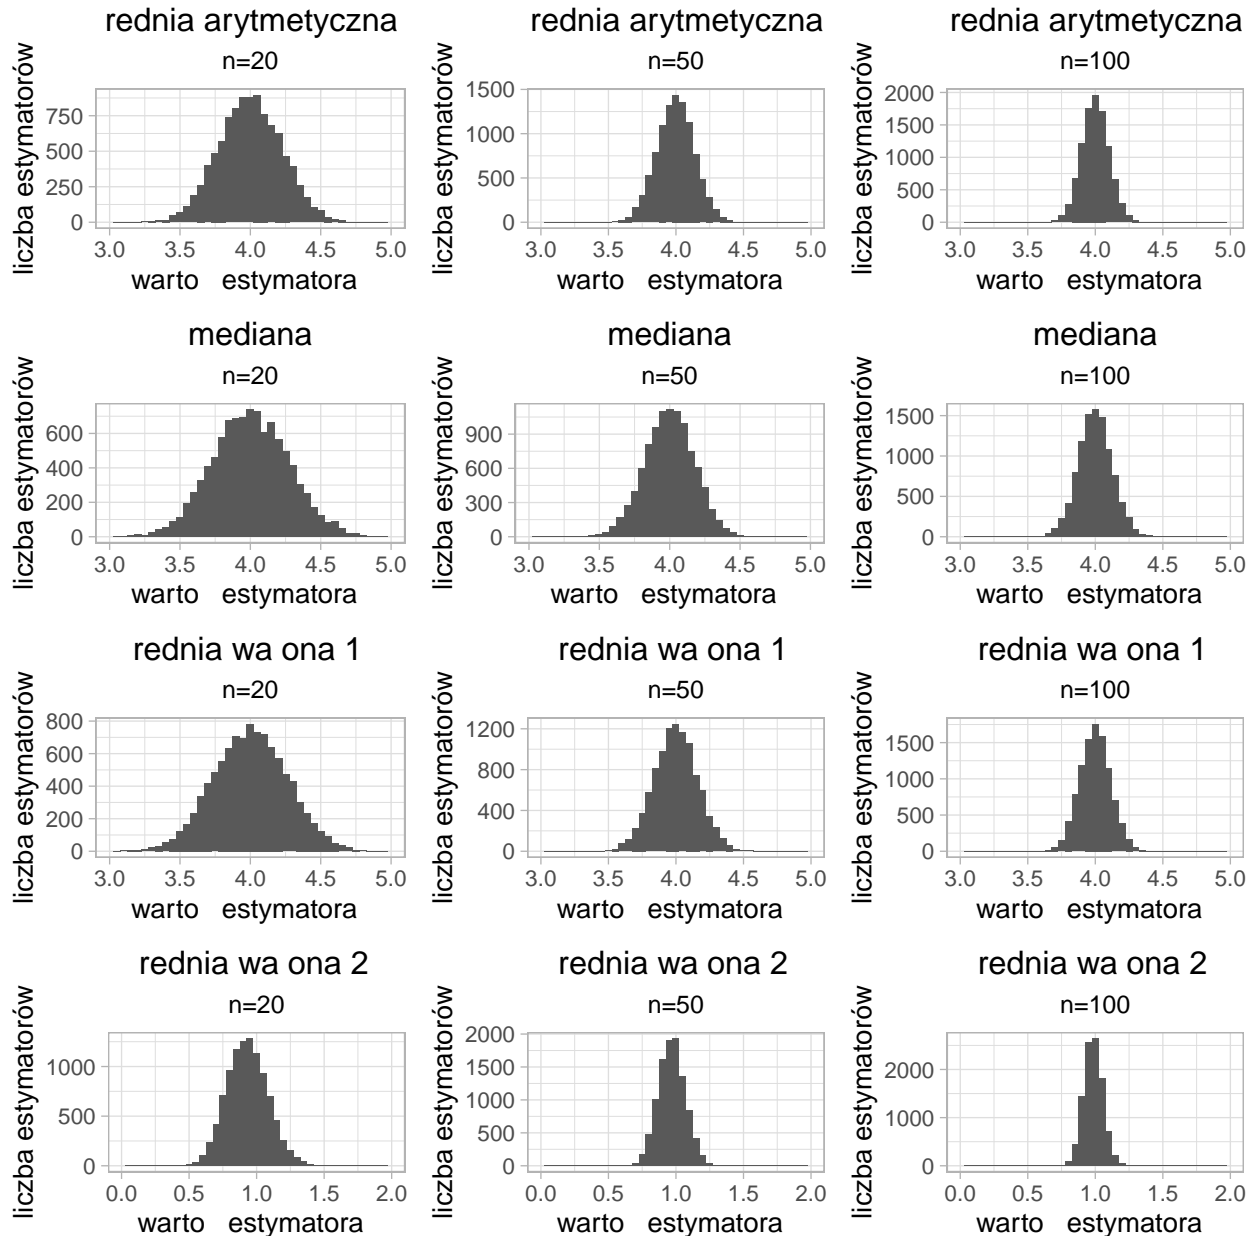 rednia arytmetyczna
n=20
liczba estymatorów
750
500
250
0
3.0 3.5 4.0 4.5 5.0
warto estymatora
rednia arytmetyczna
n=50
liczba estymatorów
1500
1000
500
0
3.0 3.5 4.0 4.5 5.0
warto estymatora
rednia arytmetyczna
n=100
liczba estymatorów
2000
1500
1000
500
0
3.0 3.5 4.0 4.5 5.0
warto estymatora
mediana
n=20
liczba estymatorów
600
400
200
0
3.0 3.5 4.0 4.5 5.0
warto estymatora
mediana
n=50
liczba estymatorów
900
600
300
0
3.0 3.5 4.0 4.5 5.0
warto estymatora
mediana
n=100
liczba estymatorów
1500
1000
500
0
3.0 3.5 4.0 4.5 5.0
warto estymatora
rednia wa ona 1
n=20
liczba estymatorów
800
600
400
200
0
3.0 3.5 4.0 4.5 5.0
warto estymatora
rednia wa ona 1
n=50
liczba estymatorów
1200
800
400
0
3.0 3.5 4.0 4.5 5.0
warto estymatora
rednia wa ona 1
n=100
liczba estymatorów
1500
1000
500
0
3.0 3.5 4.0 4.5 5.0
warto estymatora
rednia wa ona 2
n=20
liczba estymatorów
1000
500
0
0.0 0.5 1.0 1.5 2.0
warto estymatora
rednia wa ona 2
n=50
liczba estymatorów
2000
1500
1000
500
0
0.0 0.5 1.0 1.5 2.0
warto estymatora
rednia wa ona 2
n=100
liczba estymatorów
2000
1000
0
0.0 0.5 1.0 1.5 2.0
warto estymatora